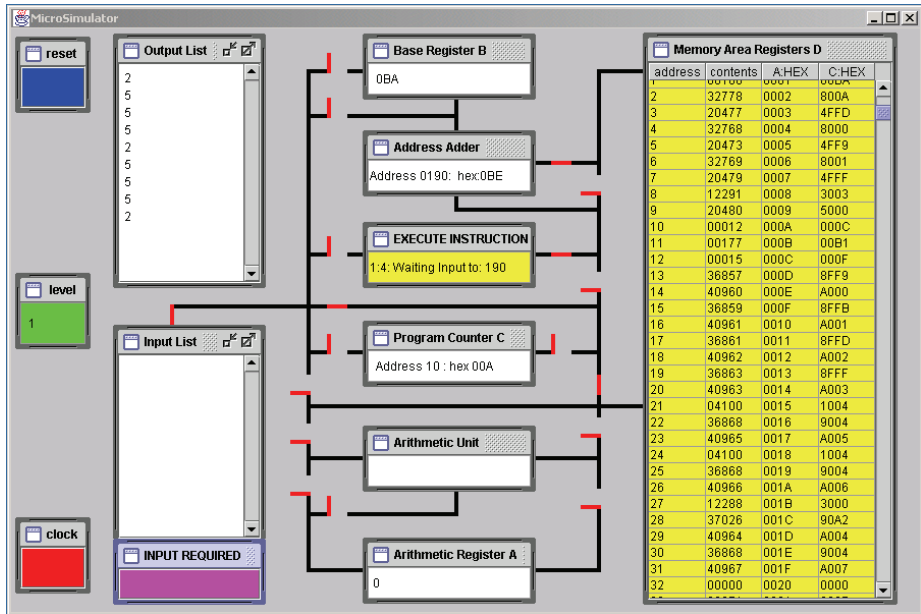 MicroSimulator
reset
Output List
2
5
5
5
2
5
5
5
2
level
1
Input List
clock
INPUT REQUIRED
Base Register B
0BA
Address Adder
Address 0190: hex:0BE
EXECUTE INSTRUCTION
1:4: Waiting Input to: 190
Program Counter C
Address 10 : hex 00A
Arithmetic Unit
Arithmetic Register A
0
Memory Area Registers D
address contents A:HEX C:HEX
2 32778 0002 800A
3 20477 0003 4FFD
4 32768 0004 8000
5 20473 0005 4FF9
6 32769 0006 8001
7 20479 0007 4FFF
8 12291 0008 3003
9 20480 0009 5000
10 00012 000A 000C
11 00177 000B 00B1
12 00015 000C 000F
13 36857 000D 8FF9
14 40960 000E A000
15 36859 000F 8FFB
16 40961 0010 A001
17 36861 0011 8FFD
18 40962 0012 A002
19 36863 0013 8FFF
20 40963 0014 A003
21 04100 0015 1004
22 36868 0016 9004
23 40965 0017 A005
24 04100 0018 1004
25 36868 0019 9004
26 40966 001A A006
27 12288 001B 3000
28 37026 001C 90A2
29 40964 001D A004
30 36868 001E 9004
31 40967 001F A007
32 00000 0020 0000